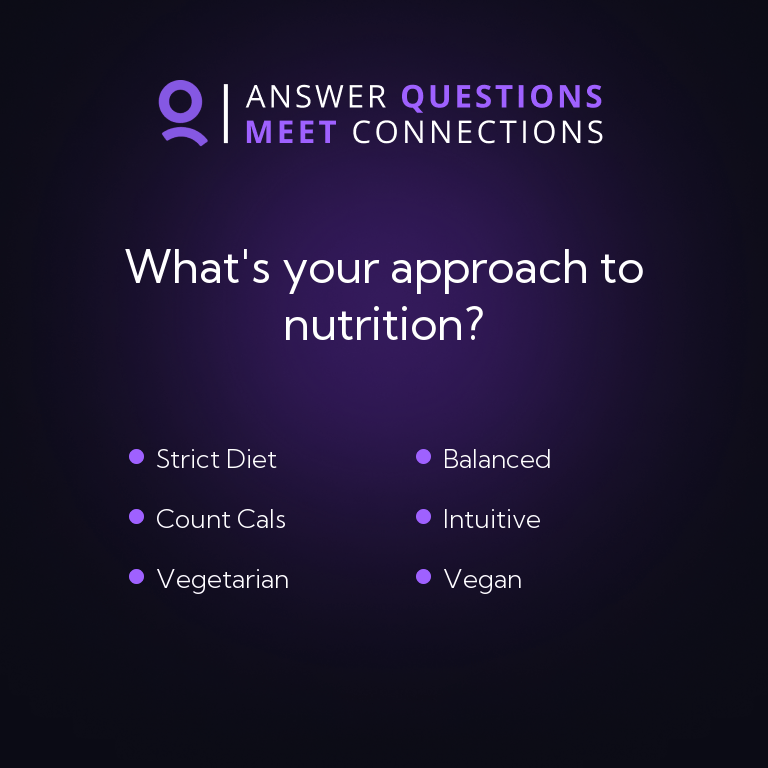 ANSWER QUESTIONS
MEET CONNECTIONS
What's your approach to
nutrition?
Strict Diet
Count Cals
Vegetarian
Balanced
Intuitive
Vegan